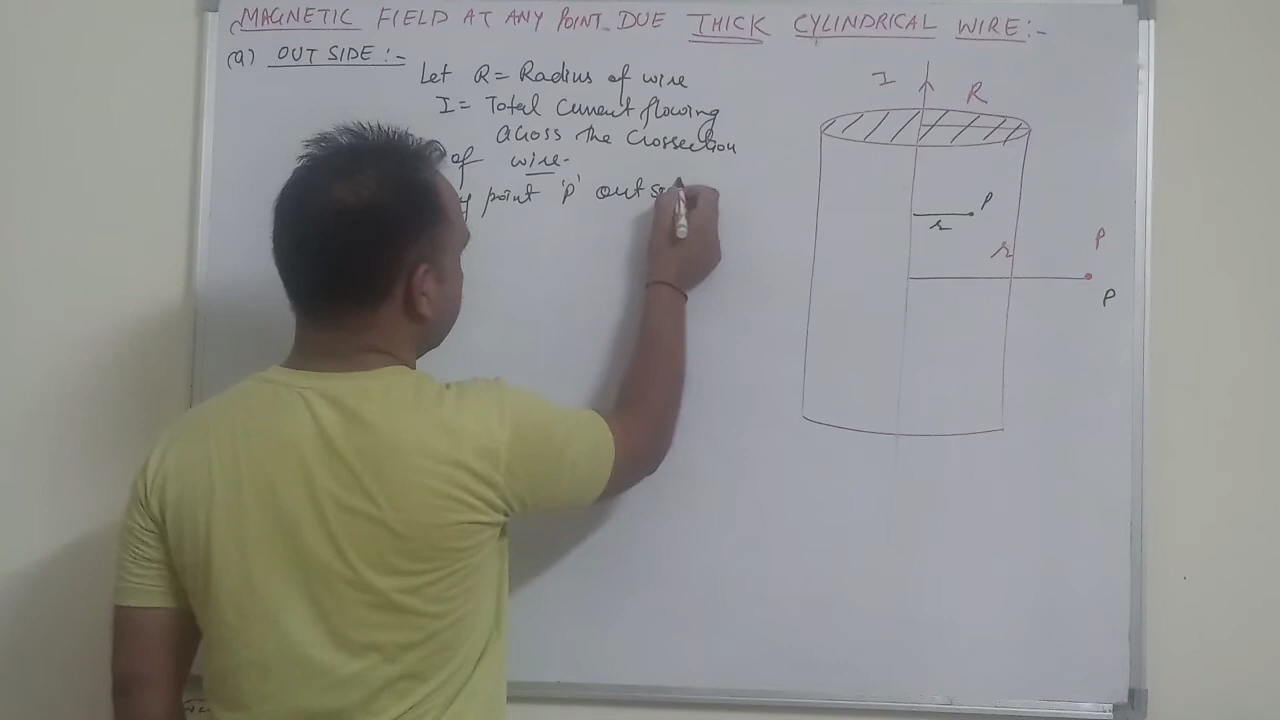 MAGNETIC FIELD AT ANY POINT DUE THICK CYLINDRICAL WIRE:-
(a) OUT SIDE :-
Let R = Radius of wire
I = Total Current flowing
across the Crossection
of wire-
point 'P' out
I
R
P
r
r
P
P